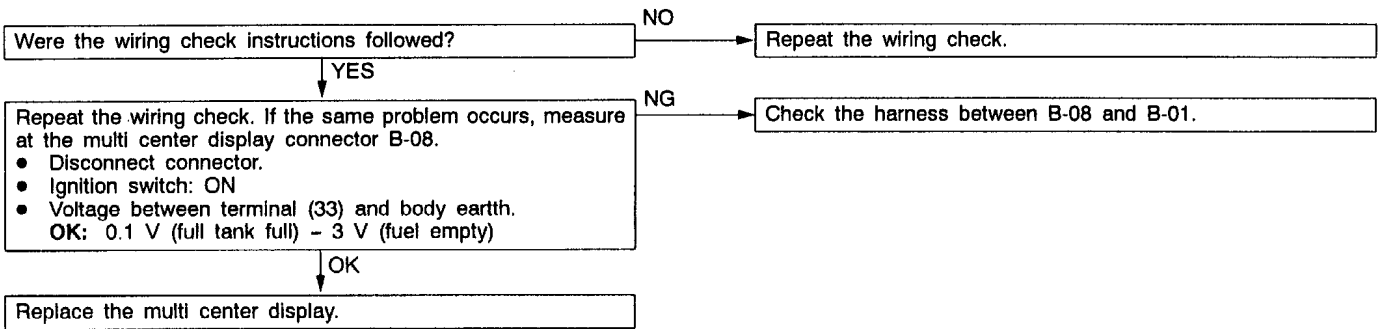 NO
Were the wiring check instructions followed?
Repeat the wiring check.
YES
NG
Repeat the wiring check. If the same problem occurs, measure
at the multi center display connector B-08.
● Disconnect connector.
● Ignition switch: ON
● Voltage between terminal (33) and body eartth.
OK: 0.1 V (full tank full) – 3 V (fuel empty)
Check the harness between B-08 and B-01.
OK
Replace the multi center display.